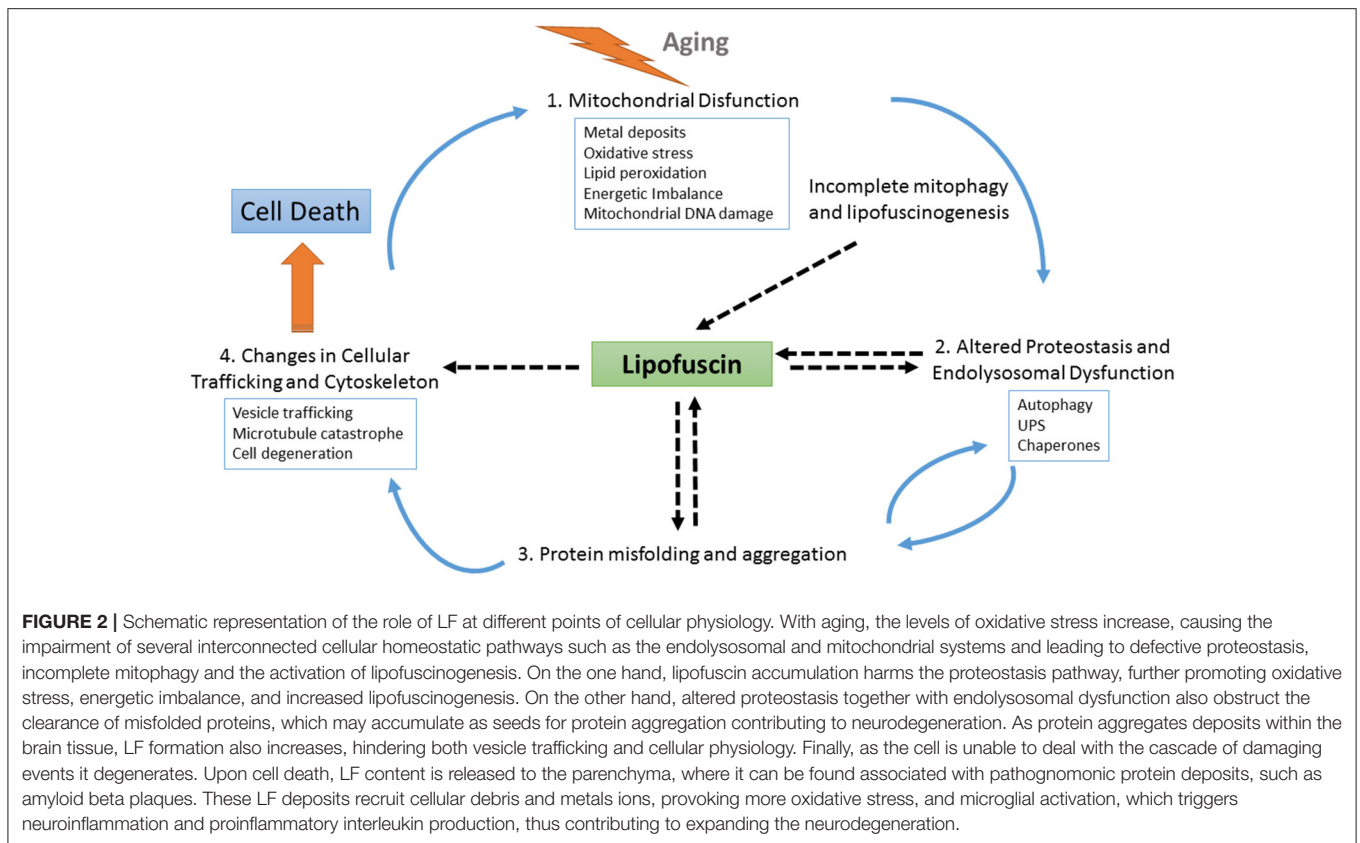 Aging
1. Mitochondrial Disfunction
Metal deposits
Oxidative stress
Lipid peroxidation
Energetic Imbalance
Mitochondrial DNA damage
Incomplete mitophagy
and lipofuscinogenesis
Cell Death
4. Changes in Cellular
Trafficking and Cytoskeleton
Vesicle trafficking
Microtubule catastrophe
Cell degeneration
Lipofuscin
2. Altered Proteostasis and
Endolysosomal Dysfunction
Autophagy
UPS
Chaperones
3. Protein misfolding and aggregation
FIGURE 2 | Schematic representation of the role of LF at different points of cellular physiology. With aging, the levels of oxidative stress increase, causing the
impairment of several interconnected cellular homeostatic pathways such as the endolysosomal and mitochondrial systems and leading to defective proteostasis,
incomplete mitophagy and the activation of lipofuscinogenesis. On the one hand, lipofuscin accumulation harms the proteostasis pathway, further promoting oxidative
stress, energetic imbalance, and increased lipofuscinogenesis. On the other hand, altered proteostasis together with endolysosomal dysfunction also obstruct the
clearance of misfolded proteins, which may accumulate as seeds for protein aggregation contributing to neurodegeneration. As protein aggregates deposits within the
brain tissue, LF formation also increases, hindering both vesicle trafficking and cellular physiology. Finally, as the cell is unable to deal with the cascade of damaging
events it degenerates. Upon cell death, LF content is released to the parenchyma, where it can be found associated with pathognomonic protein deposits, such as
amyloid beta plaques. These LF deposits recruit cellular debris and metals ions, provoking more oxidative stress, and microglial activation, which triggers
neuroinflammation and proinflammatory interleukin production, thus contributing to expanding the neurodegeneration.